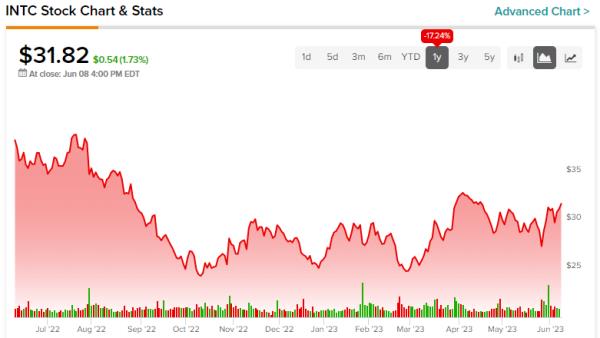 INTC Stock Chart & Stats
Advanced Chart >
-17.24%
$31.82 $0.54 (1.73%)
1d 5d 3m 6m YTD 1y 3y 5y
At close: Jun 08 4:00 PM EDT
$35
$30
$25
Jul '22 Aug '22 Sep '22 Oct '22 Nov '22 Dec '22 Jan '23 Feb '23 Mar '23 Apr '23 May '23 Jun '23